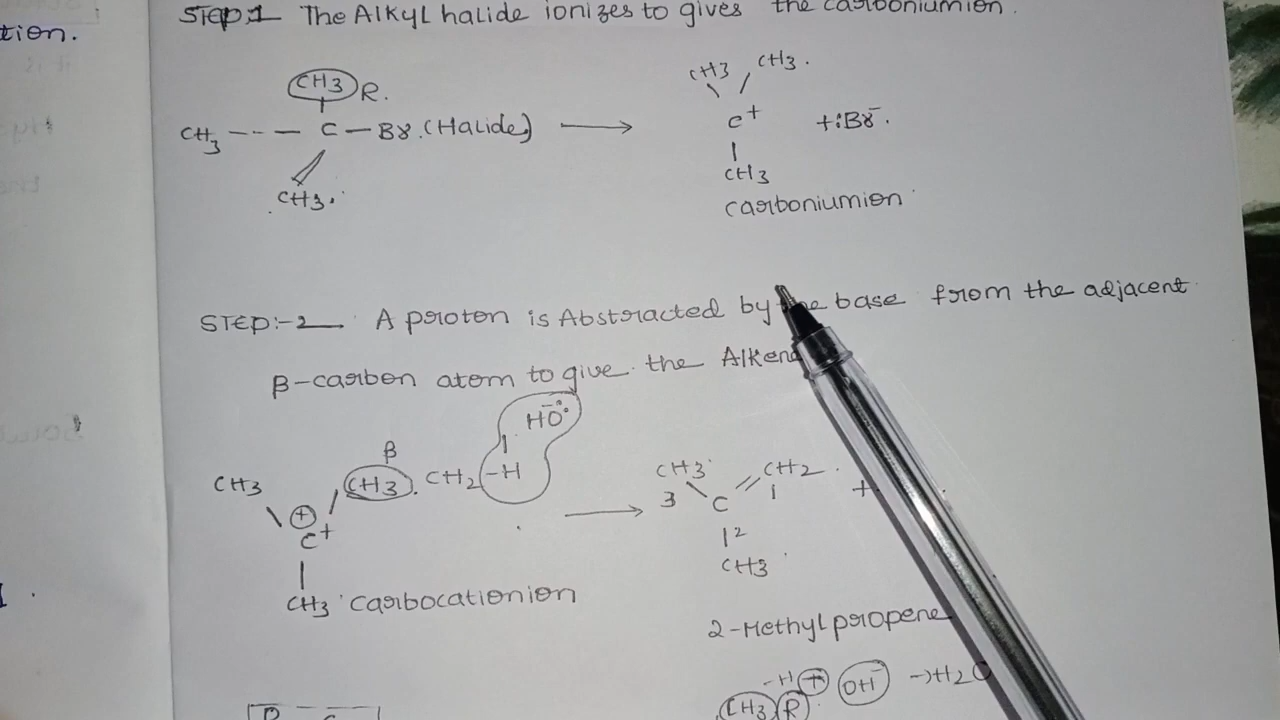 tion.
STEP:1 The Alkyl halide ionizes to gives the carboniumion.
CH3 R.
CH3 --- C - Br. (Halide) →
CH3.
CH3 CH3.
C+ +:Br̄.
CH3
carboniumion
STEP:-2 A proton is Abstracted by the base from the adjacent
β-carbon atom to give the Alkene
HŌ:
β
CH3 CH3. CH2 -H
⊕
C+
CH3 carbocationion
→
CH3 CH2.
3 C 1 +
2
CH3
2-Methyl propene
-H + OH- → H2O
CH3 R